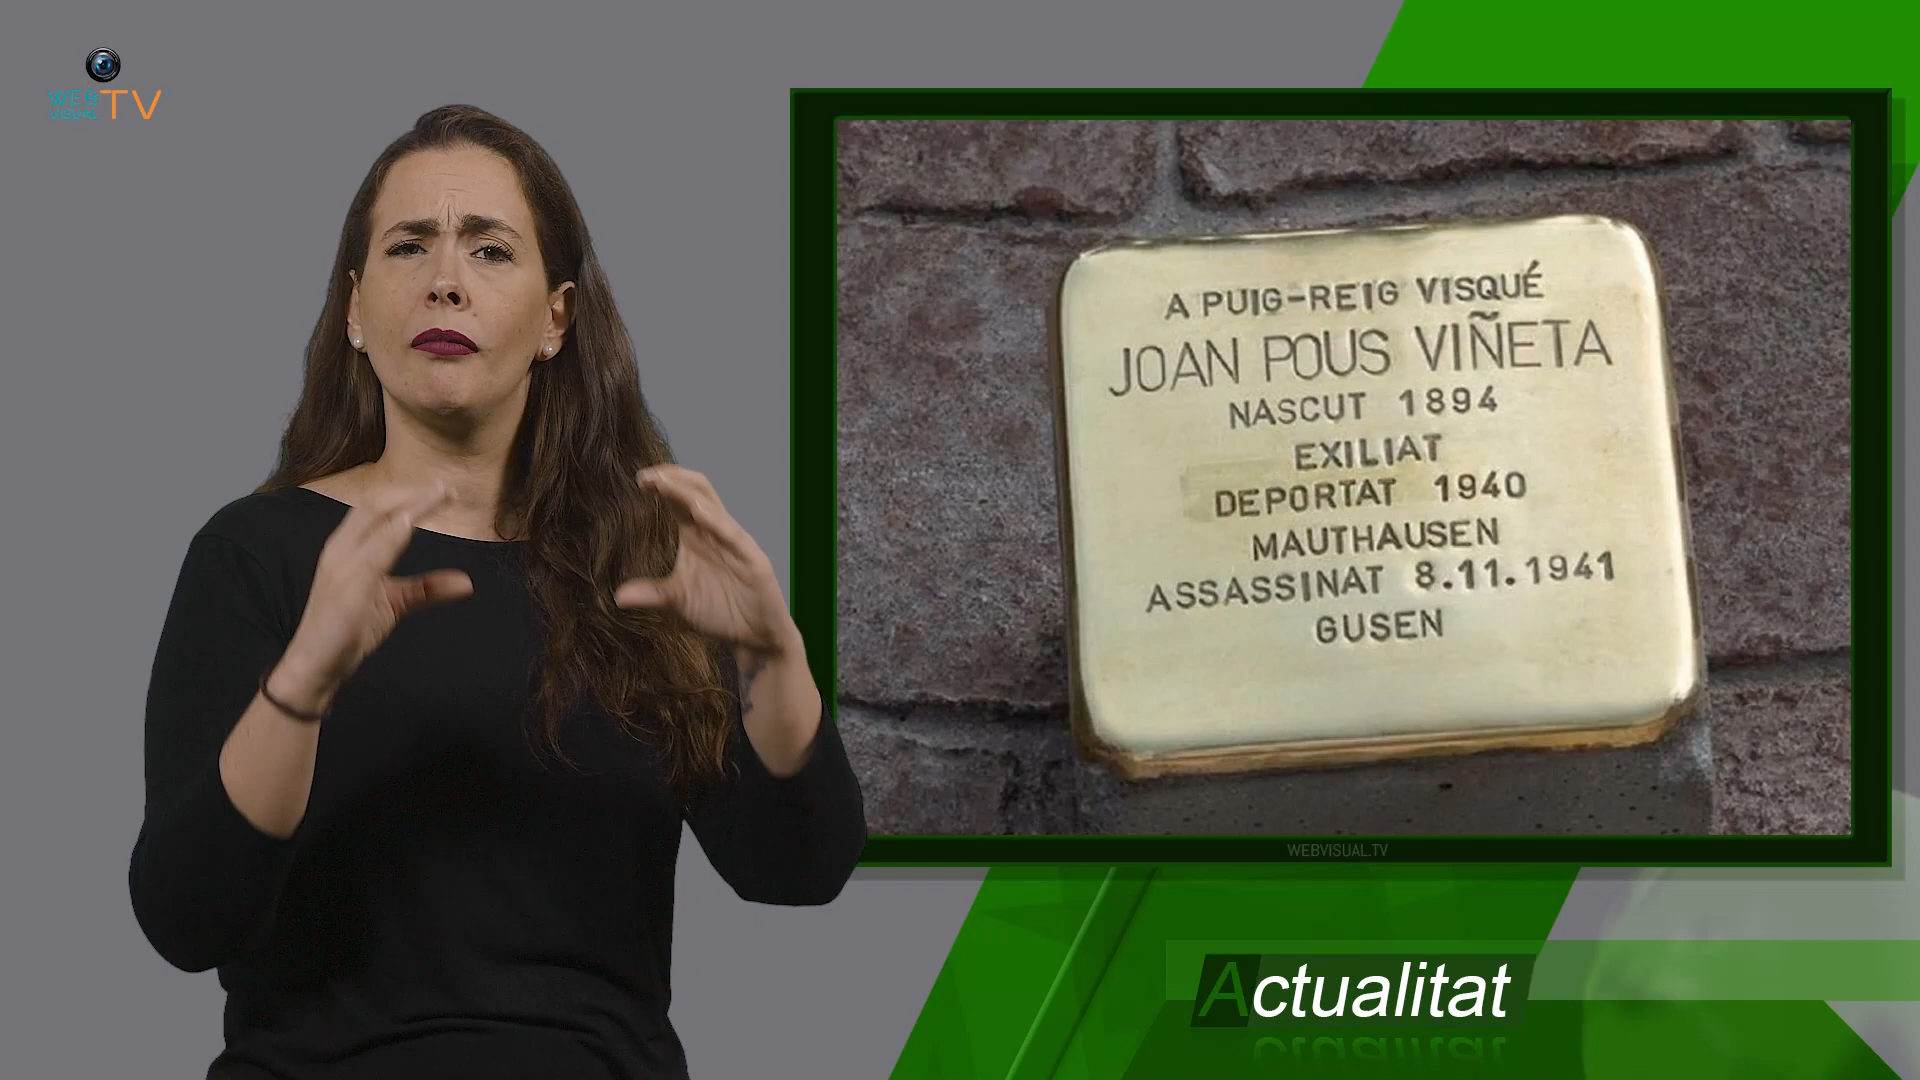 WEB TV
VISUAL
A PUIG-REIG VISQUÉ
JOAN POUS VIÑETA
NASCUT 1894
EXILIAT
DEPORTAT 1940
MAUTHAUSEN
ASSASSINAT 8.11.1941
GUSEN
WEBVISUAL.TV
Actualitat